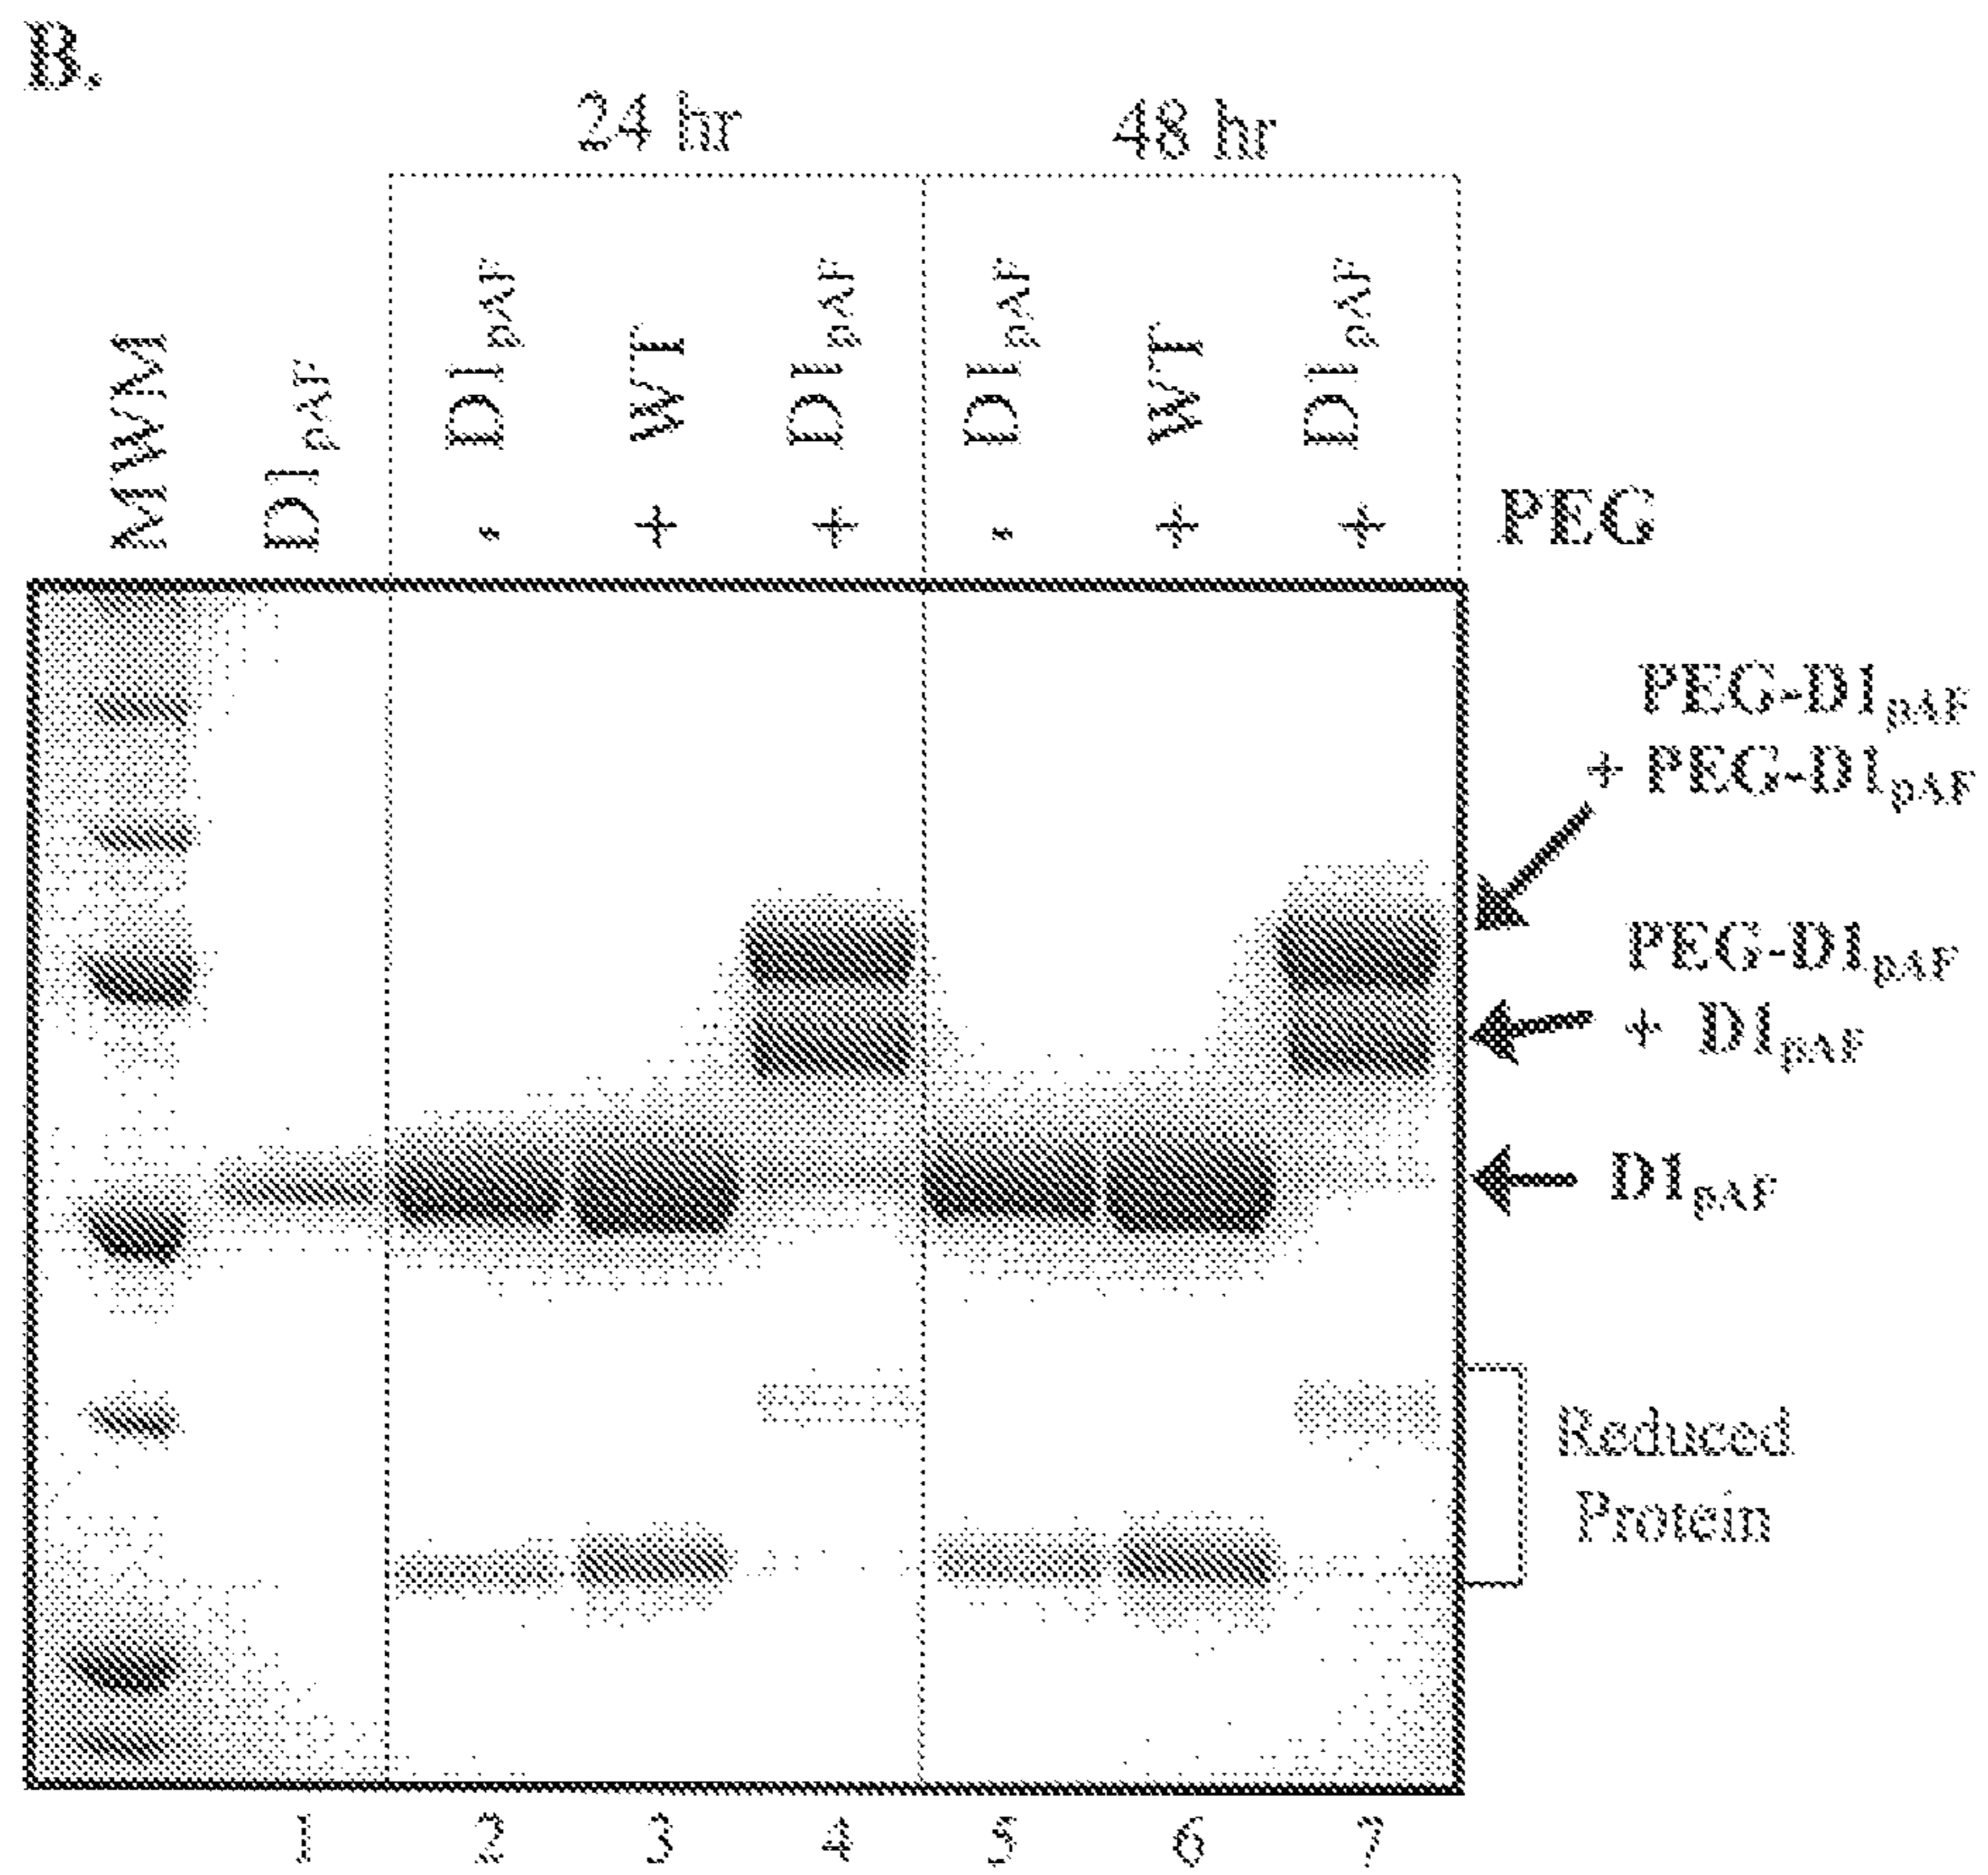 B.
24 hr
48 hr
MWM
D1pAF
D1pAF
WT
D1pAF
D1pAF
WT
D1pAF
- + + - + + PEG
PEG-D1pAF
+ PEG-D1pAF
PEG-D1pAF
+ D1pAF
D1pAF
Reduced
Protein
1 2 3 4 5 6 7